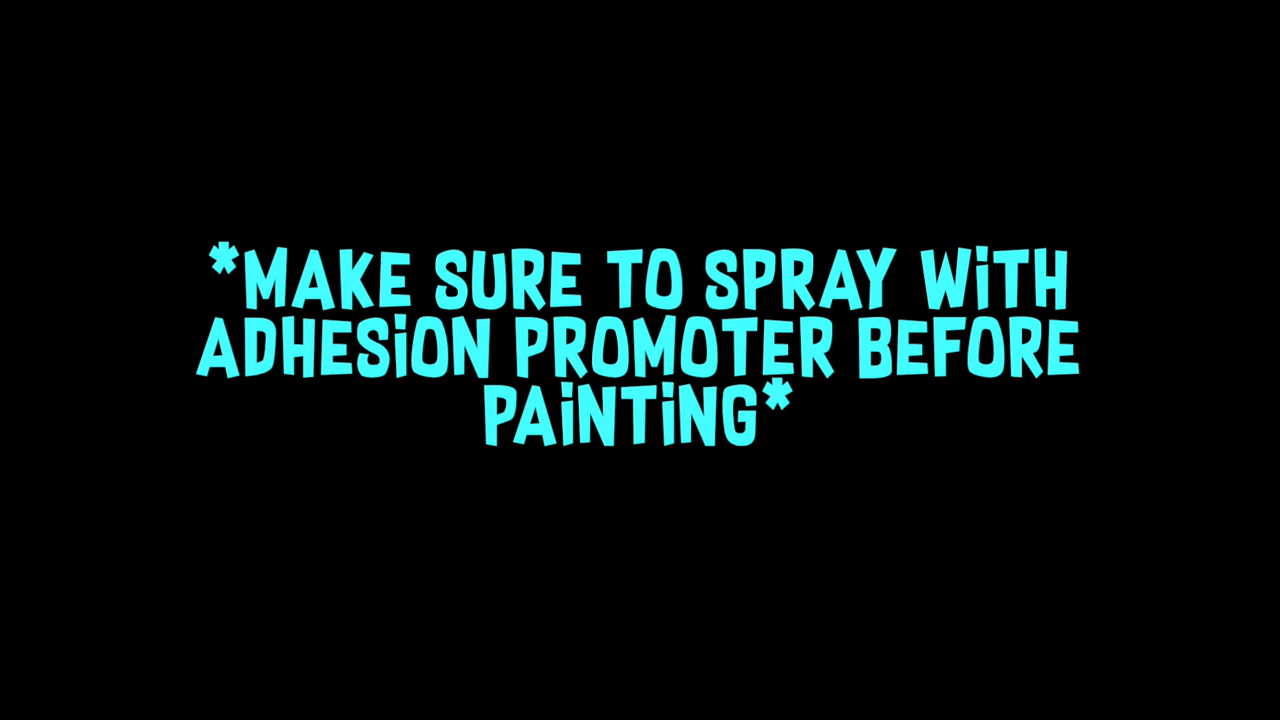 *MAKE SURE TO SPRAY WITH
ADHESION PROMOTER BEFORE
PAINTING*